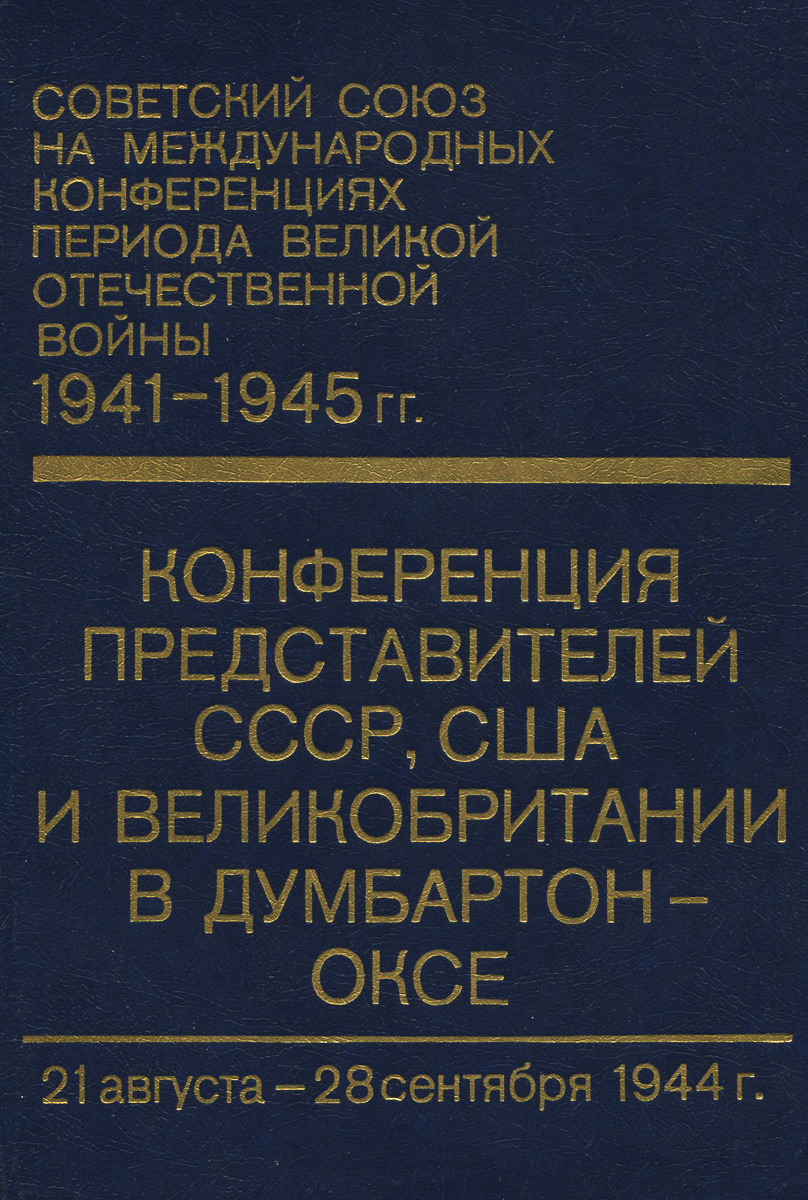 СОВЕТСКИЙ СОЮЗ
НА МЕЖДУНАРОДНЫХ
КОНФЕРЕНЦИЯХ
ПЕРИОДА ВЕЛИКОЙ
ОТЕЧЕСТВЕННОЙ
ВОЙНЫ
1941–1945 гг.
КОНФЕРЕНЦИЯ
ПРЕДСТАВИТЕЛЕЙ
СССР, США
И ВЕЛИКОБРИТАНИИ
В ДУМБАРТОН–
ОКСЕ
21 августа – 28 сентября 1944 г.